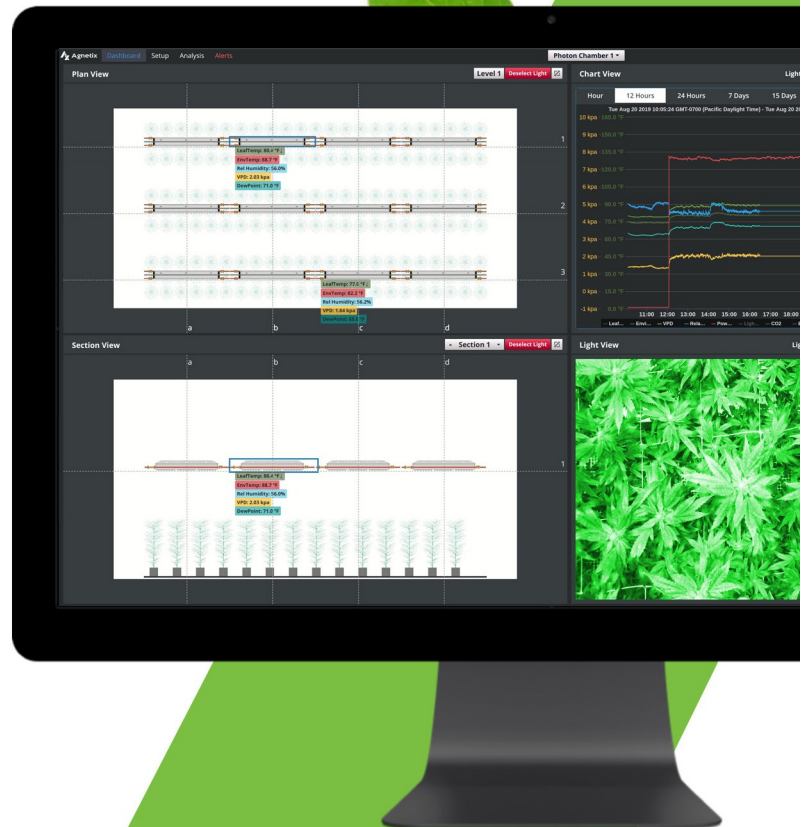 Agnetix Dashboard Setup Analysis Alerts
Photon Chamber 1
Plan View
Level 1 Deselect Light
1
LeafTemp: 80.4 °F
EnvTemp: 88.7 °F
Rel Humidity: 56.0%
VPD: 2.03 kpa
DewPoint: 71.0 °F
2
3
LeafTemp: 77.0 °F
EnvTemp: 82.2 °F
Rel Humidity: 56.2%
VPD: 1.64 kpa
a b c d
Section View
Section 1 Deselect Light
a b c d
1
LeafTemp: 80.4 °F
EnvTemp: 88.7 °F
Rel Humidity: 56.0%
VPD: 2.03 kpa
DewPoint: 71.0 °F
Chart View
Hour 12 Hours 24 Hours 7 Days 15 Days
Tue Aug 20 2019 10:05:24 GMT-0700 (Pacific Daylight Time) - Tue Aug 20 20
10 kpa 180.0 °F
9 kpa 150.0 °F
8 kpa 135.0 °F
7 kpa 120.0 °F
6 kpa 105.0 °F
5 kpa 90.0 °F
4 kpa
3 kpa 60.0 °F
2 kpa
1 kpa 30.0 °F
0 kpa 15.0 °F
-1 kpa 0.0 °F
11:00 12:00 13:00 14:00 15:00 16:00 17:00 18:00
Leaf... Envi... VPD Rela... Pow... Ligh... CO2
Light View